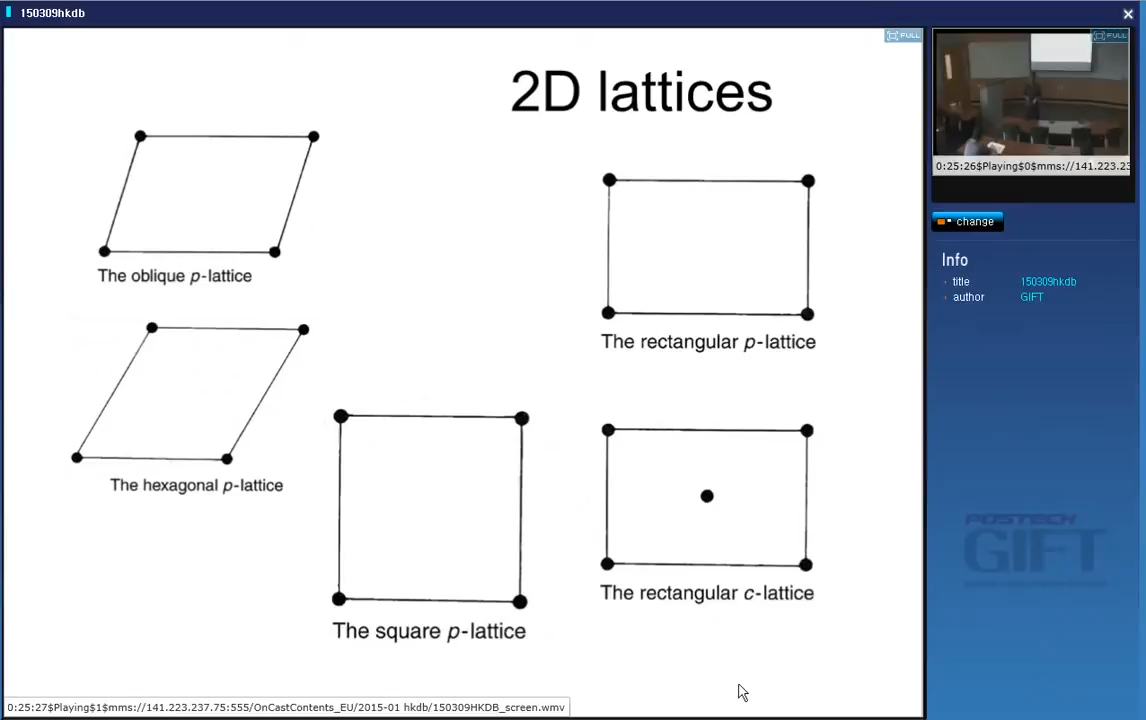 150309hkdb
FULL
2D lattices
The oblique p-lattice
The rectangular p-lattice
The hexagonal p-lattice
The rectangular c-lattice
The square p-lattice
0:25:27$Playing$1$mms://141.223.237.75:555/OnCastContents_EU/2015-01 hkdb/150309HKDB_screen.wmv
FULL
0:25:26$Playing$0$mms://141.223.23
change
Info
title 150309hkdb
author GIFT
POSTECH
GIFT